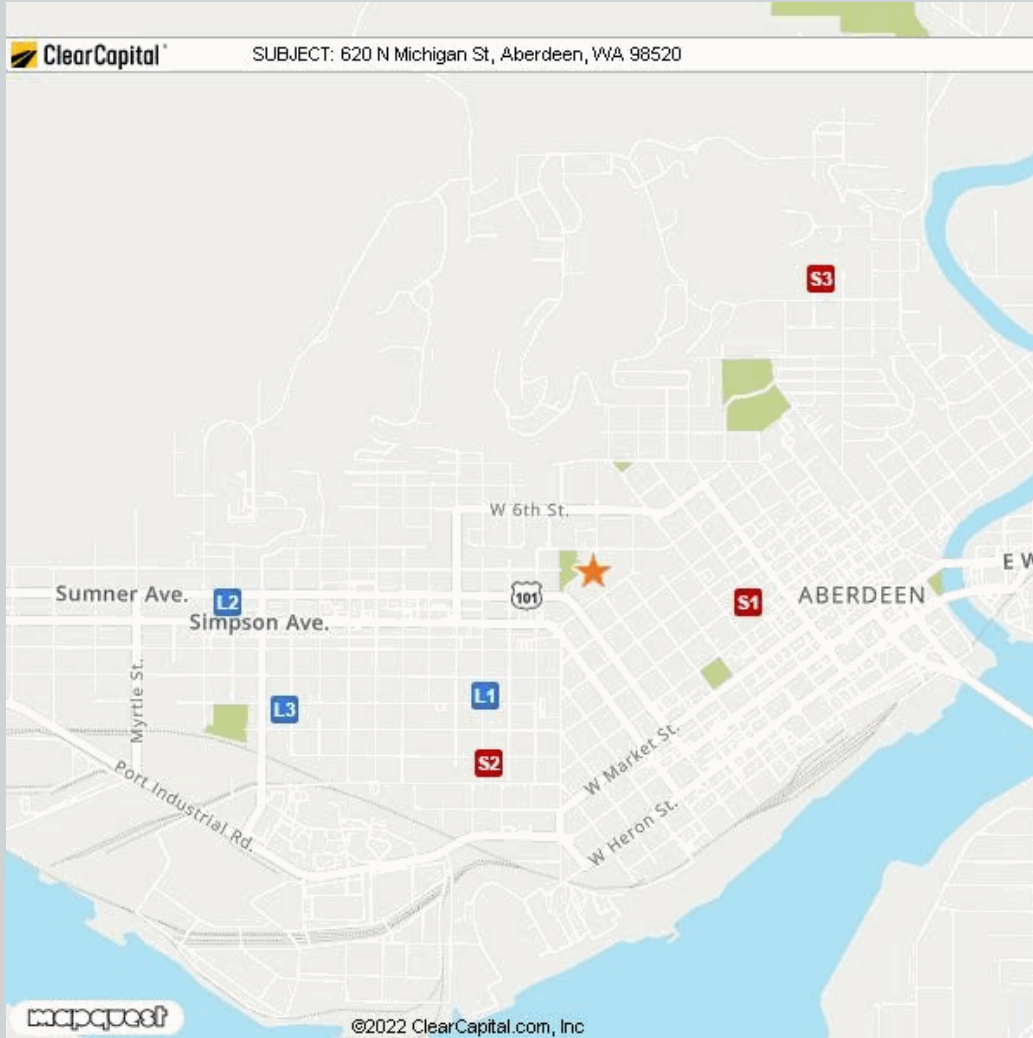 ClearCapital
SUBJECT: 620 N Michigan St, Aberdeen, WA 98520
S3
W 6th St.
E W
Sumner Ave.
L2
101
S1
ABERDEEN
Simpson Ave.
Myrtle St.
L3
L1
S2
W Market St.
Port Industrial Rd.
W Heron St.
mapquest
©2022 ClearCapital.com, Inc